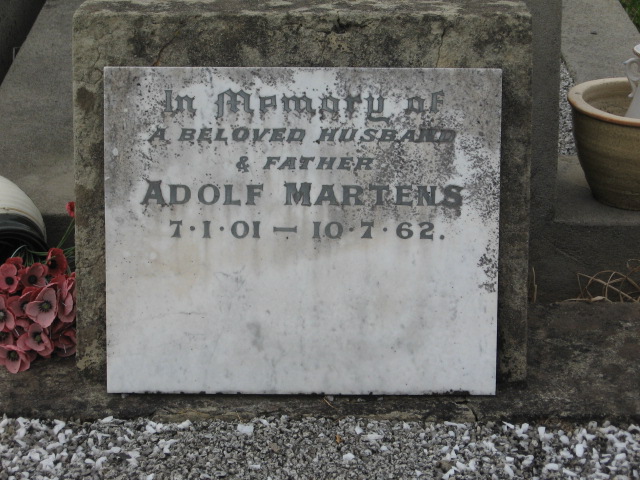 In Memory of
A BELOVED HUSBAND
& FATHER
ADOLF MARTENS
7·1·01 — 10·7·62.